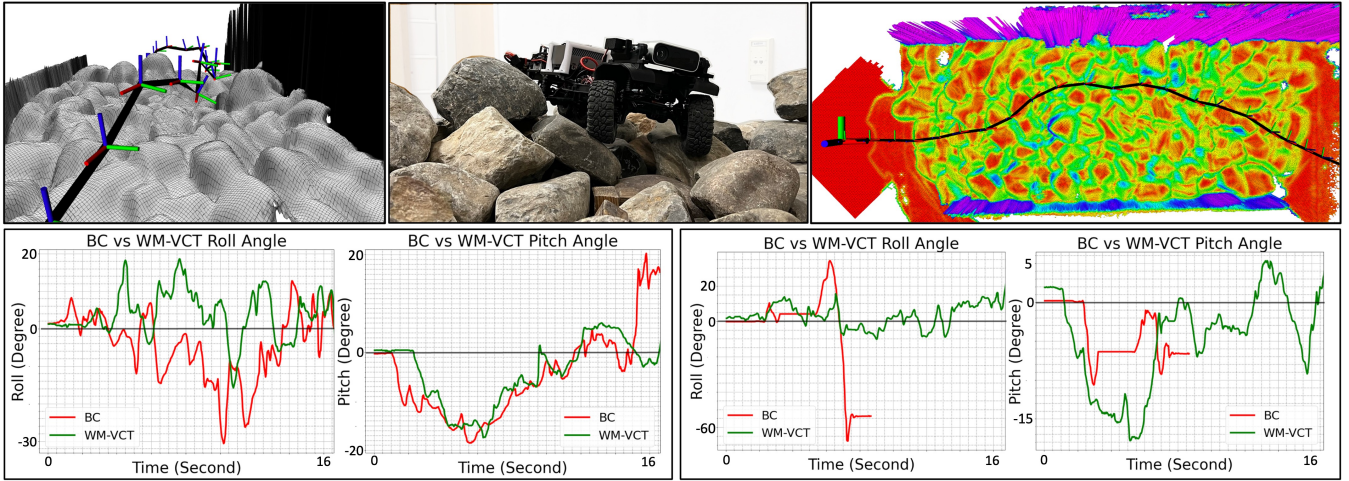 BC vs WM-VCT Roll Angle
20
0
-30
Roll (Degree)
BC
WM-VCT
0
16
Time (Second)
BC vs WM-VCT Pitch Angle
20
0
-20
Pitch (Degree)
BC
WM-VCT
0
16
Time (Second)
BC vs WM-VCT Roll Angle
20
0
-60
Roll (Degree)
BC
WM-VCT
0
16
Time (Second)
BC vs WM-VCT Pitch Angle
5
0
-15
Pitch (Degree)
BC
WM-VCT
0
16
Time (Second)